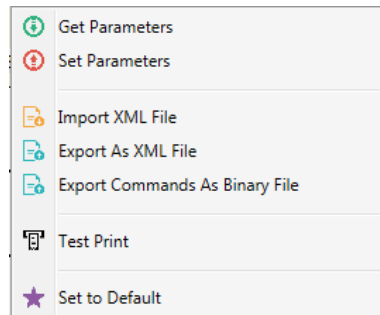 Get Parameters
Set Parameters
Import XML File
Export As XML File
Export Commands As Binary File
Test Print
Set to Default